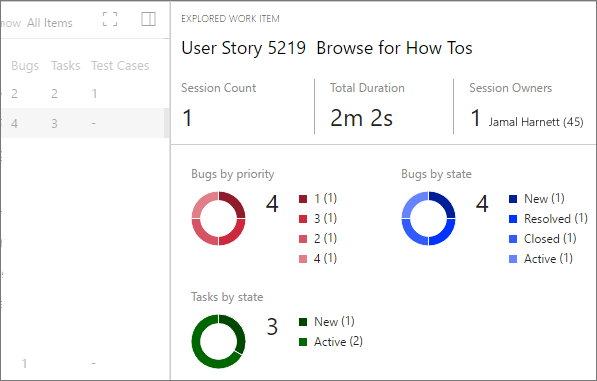 All Items
Bugs Tasks Test Cases
2 2 1
4 3 -
1 -
EXPLORED WORK ITEM
User Story 5219 Browse for How Tos
Session Count
1
Total Duration
2m 2s
Session Owners
1 Jamal Harnett (45)
Bugs by priority
4
1 (1)
3 (1)
2 (1)
4 (1)
Bugs by state
4
New (1)
Resolved (1)
Closed (1)
Active (1)
Tasks by state
3
New (1)
Active (2)